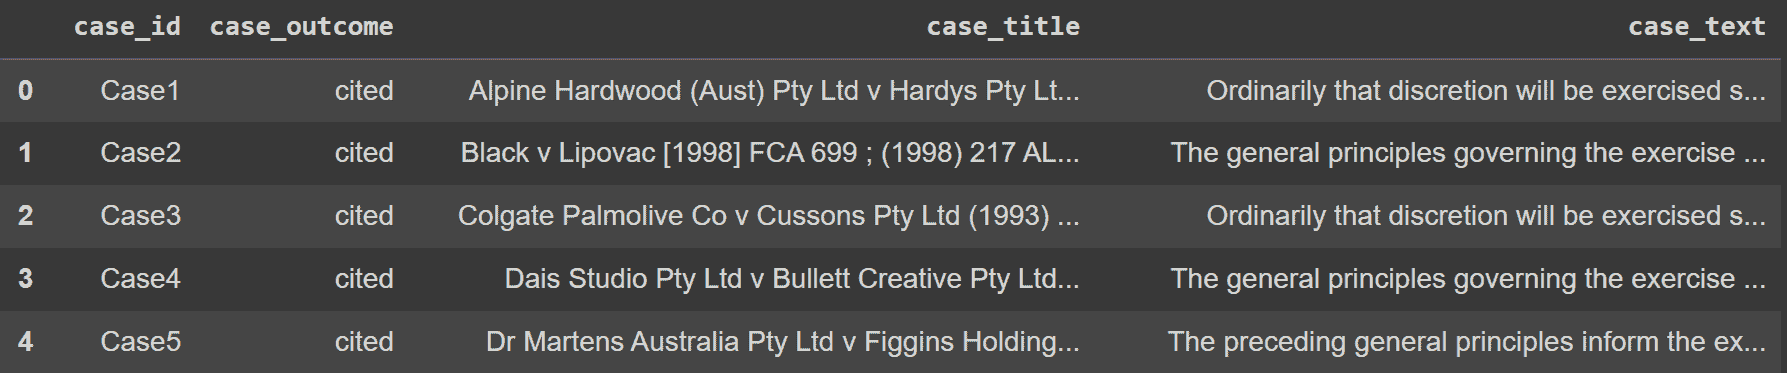 case_id case_outcome case_title case_text
0 Case1 cited Alpine Hardwood (Aust) Pty Ltd v Hardys Pty Lt... Ordinarily that discretion will be exercised s...
1 Case2 cited Black v Lipovac [1998] FCA 699 ; (1998) 217 AL... The general principles governing the exercise ...
2 Case3 cited Colgate Palmolive Co v Cussons Pty Ltd (1993) ... Ordinarily that discretion will be exercised s...
3 Case4 cited Dais Studio Pty Ltd v Bullett Creative Pty Ltd... The general principles governing the exercise ...
4 Case5 cited Dr Martens Australia Pty Ltd v Figgins Holding... The preceding general principles inform the ex...